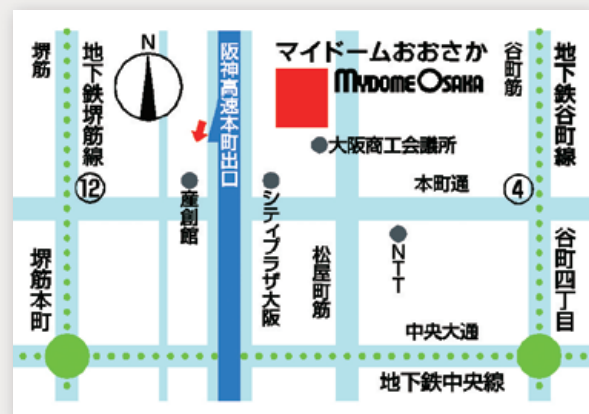 堺筋
地下鉄堺筋線
⑫
N
阪神高速本町出口
マイドームおおさか
MYDOME OSAKA
谷町筋
地下鉄谷町線
④
大阪商工会議所
本町通
産創館
シティプラザ大阪
松屋町筋
NTT
堺筋本町
谷町四丁目
中央大通
地下鉄中央線